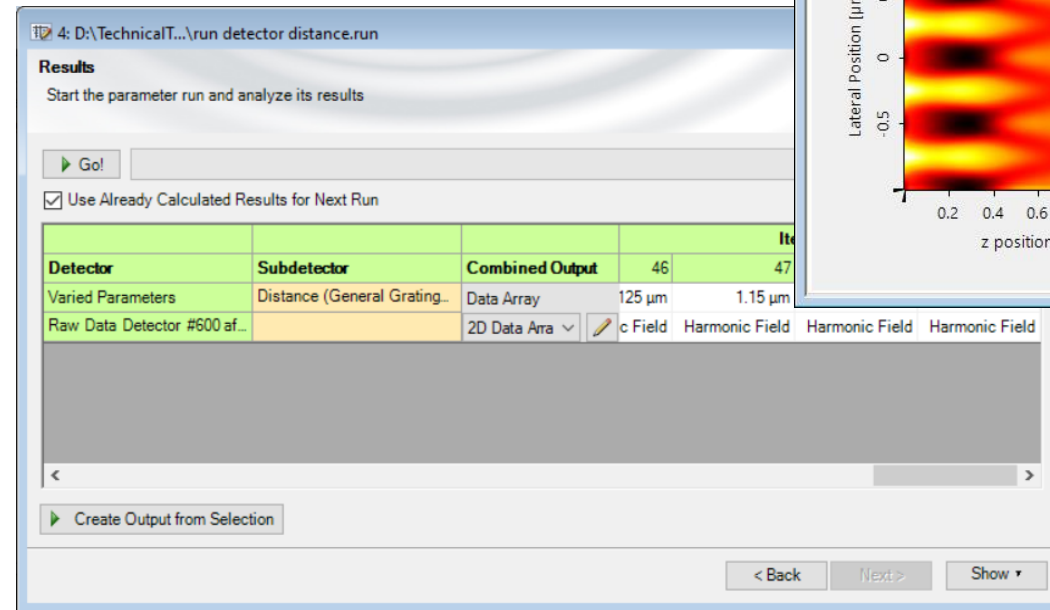 4: D:\TechnicalT...\run detector distance.run
Results
Start the parameter run and analyze its results
Go!
Use Already Calculated Results for Next Run
Detector Subdetector Combined Output 46 47
Varied Parameters Distance (General Grating... Data Array 125 µm 1.15 µm
Raw Data Detector #600 af... 2D Data Arra c Field Harmonic Field Harmonic Field Harmonic Field
Create Output from Selection
< Back Next > Show
Lateral Position [µm
0
-0.5
0.2 0.4 0.6
z position